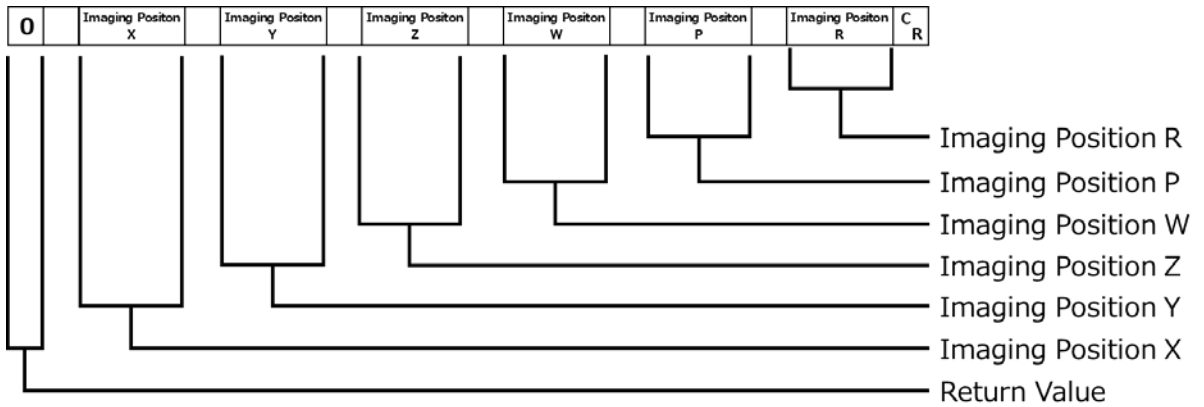 0
Imaging Positon
X
Imaging Positon
Y
Imaging Positon
Z
Imaging Positon
W
Imaging Positon
P
Imaging Positon
R
C
R
Imaging Position R
Imaging Position P
Imaging Position W
Imaging Position Z
Imaging Position Y
Imaging Position X
Return Value